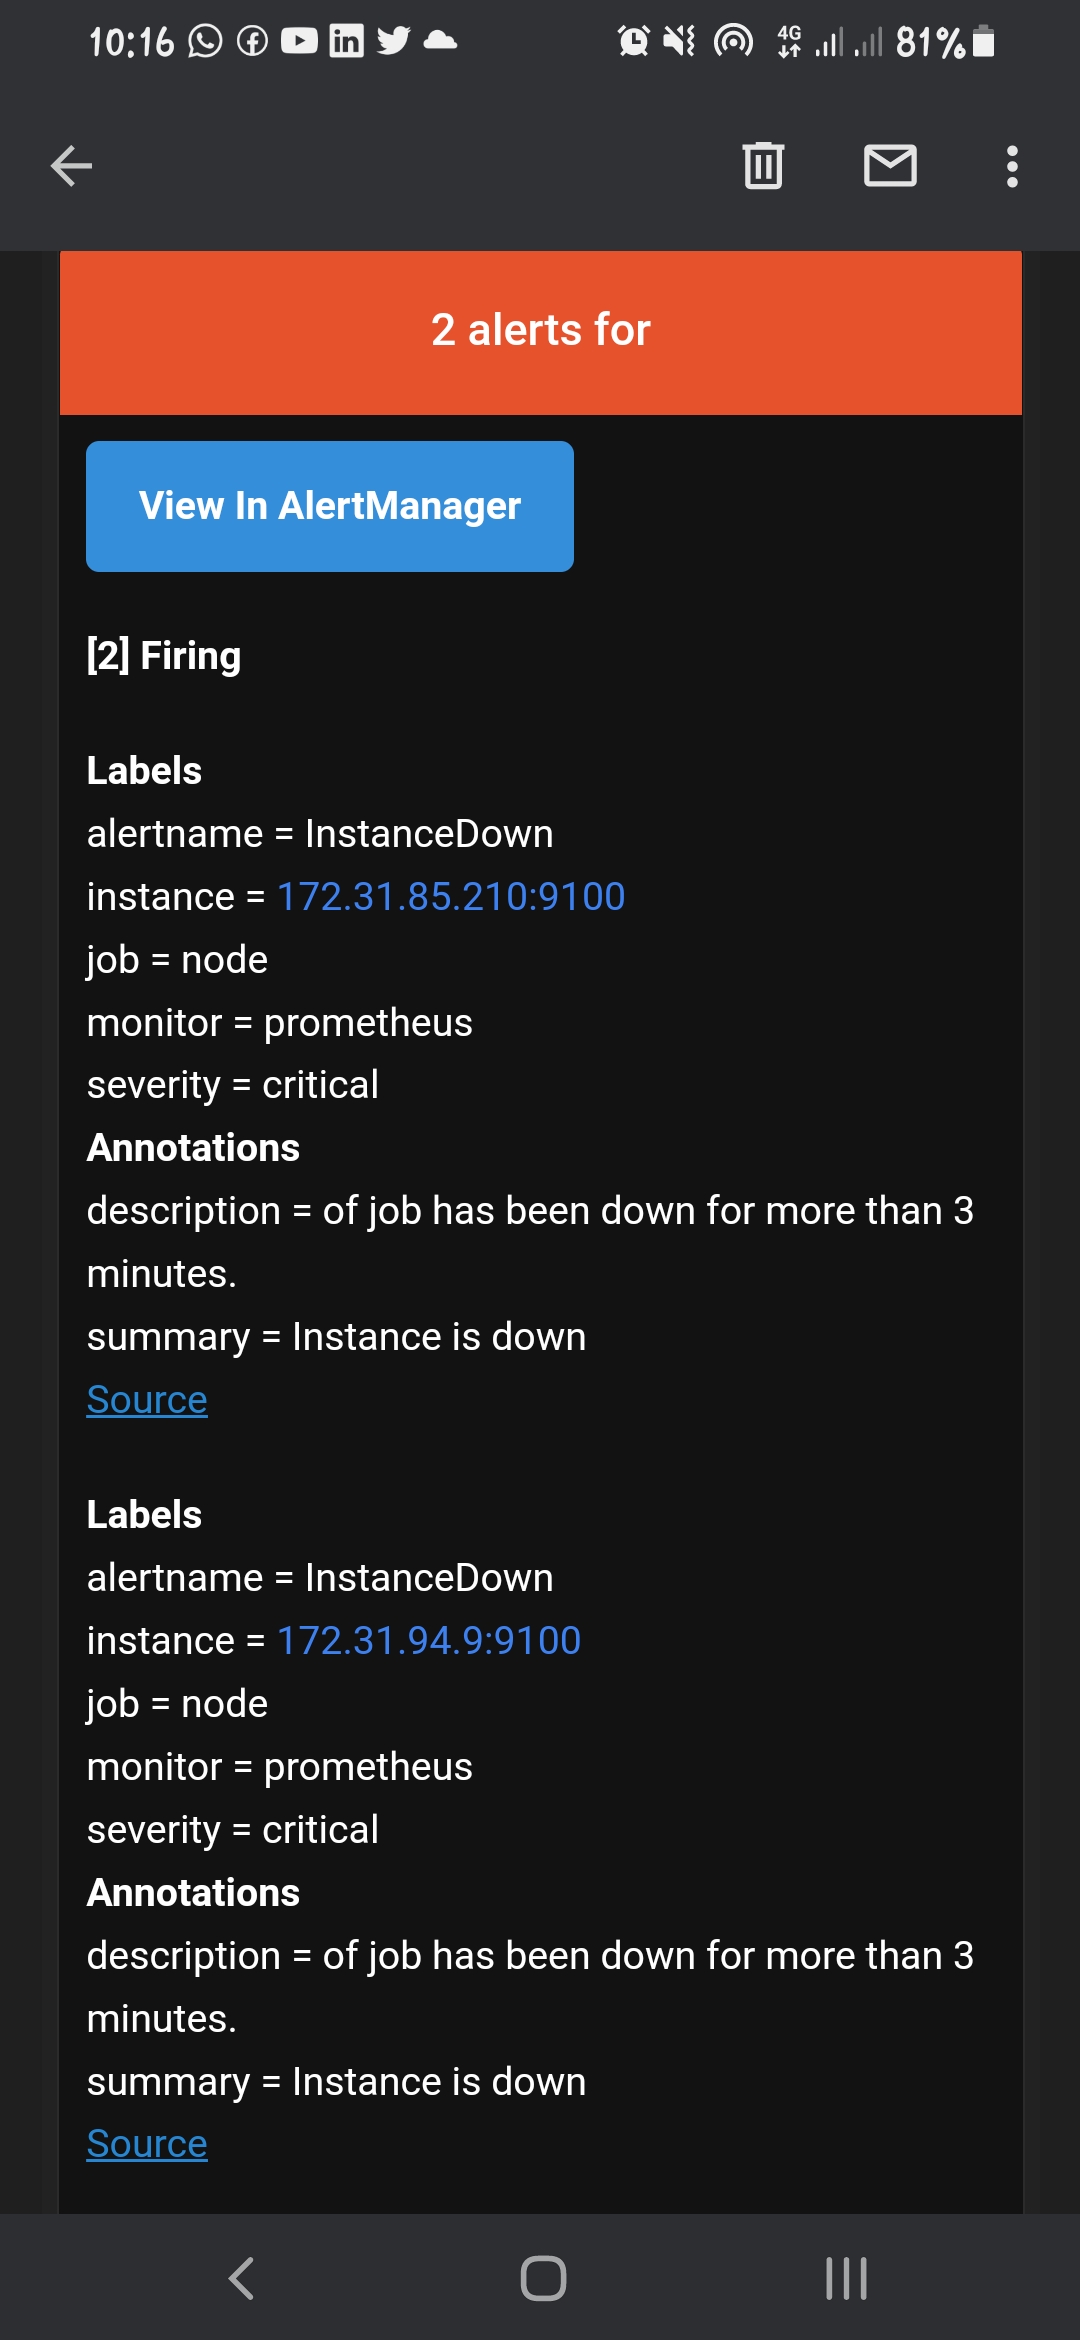 10:16 4G 81%
2 alerts for
View In AlertManager
[2] Firing
Labels
alertname = InstanceDown
instance = 172.31.85.210:9100
job = node
monitor = prometheus
severity = critical
Annotations
description = of job has been down for more than 3
minutes.
summary = Instance is down
Source
Labels
alertname = InstanceDown
instance = 172.31.94.9:9100
job = node
monitor = prometheus
severity = critical
Annotations
description = of job has been down for more than 3
minutes.
summary = Instance is down
Source